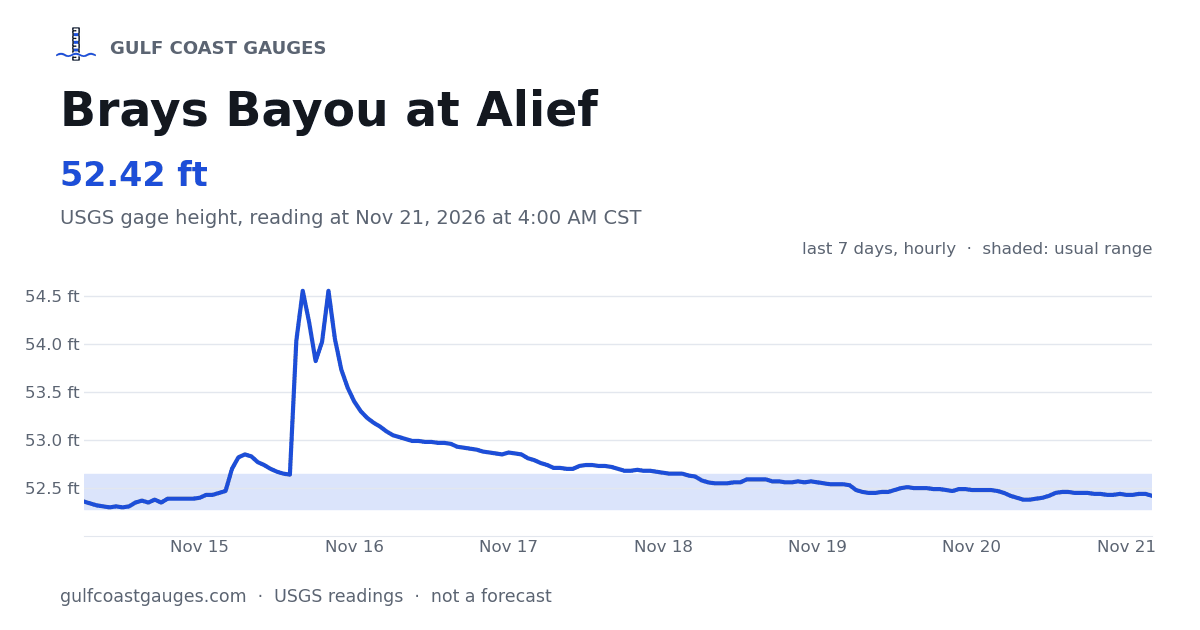 GULF COAST GAUGES
Brays Bayou at Alief
52.42 ft
USGS gage height, reading at Nov 21, 2026 at 4:00 AM CST
last 7 days, hourly · shaded: usual range
54.5 ft
54.0 ft
53.5 ft
53.0 ft
52.5 ft
Nov 15 Nov 16 Nov 17 Nov 18 Nov 19 Nov 20 Nov 21
gulfcoastgauges.com · USGS readings · not a forecast